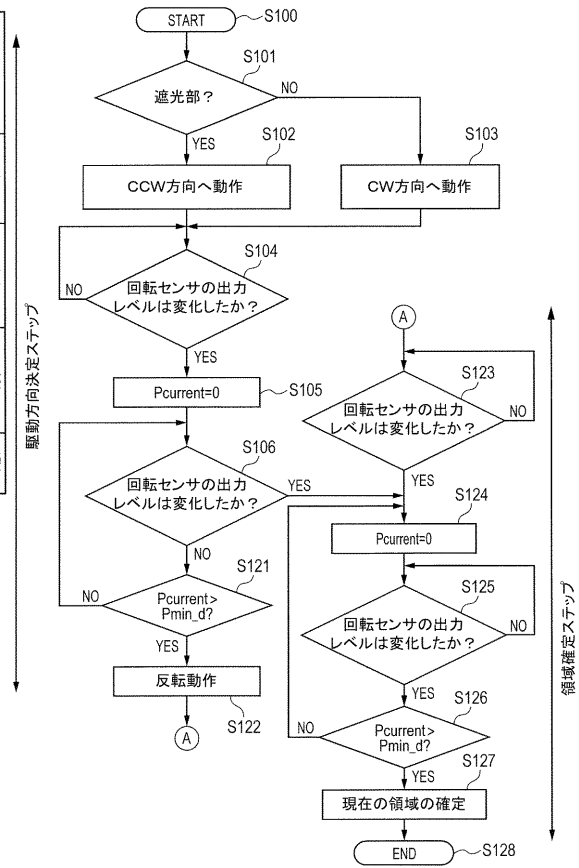 START
S100
S101
遮光部？
NO
YES
S102
S103
CCW方向へ動作
CW方向へ動作
S104
回転センサの出力
レベルは変化したか？
NO
YES
Pcurrent=0
S105
S106
回転センサの出力
レベルは変化したか？
YES
NO
S121
Pcurrent>
Pmin_d?
NO
YES
反転動作
S122
A
駆動方向決定ステップ
A
S123
回転センサの出力
レベルは変化したか？
NO
YES
S124
Pcurrent=0
S125
回転センサの出力
レベルは変化したか？
NO
YES
S126
Pcurrent>
Pmin_d?
NO
YES
S127
現在の領域の確定
END
S128
領域確定ステップ